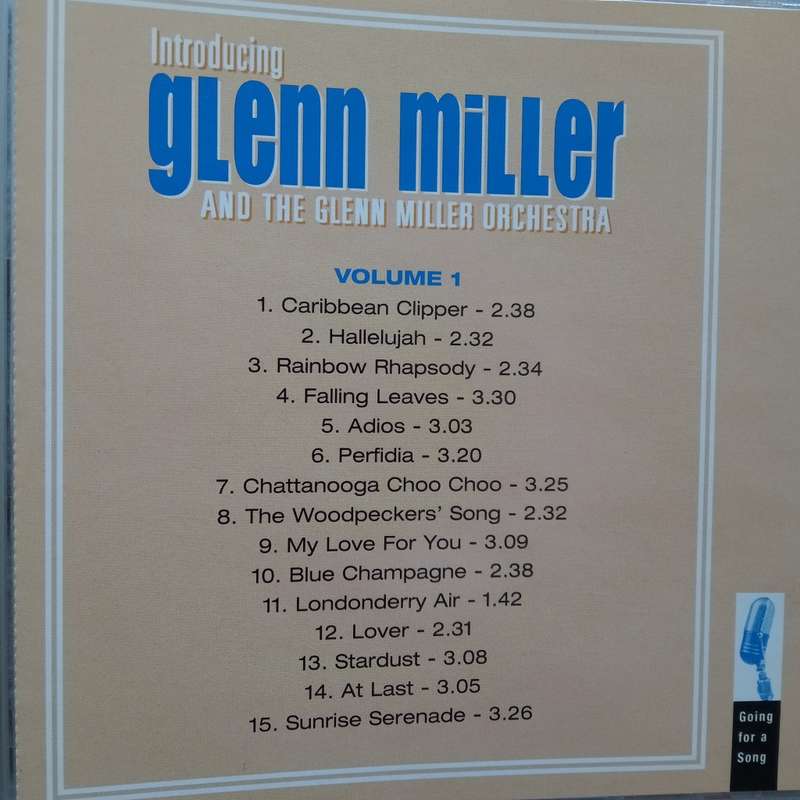 Introducing
gLenn miLLer
AND THE GLENN MILLER ORCHESTRA
VOLUME 1
1. Caribbean Clipper - 2.38
2. Hallelujah - 2.32
3. Rainbow Rhapsody - 2.34
4. Falling Leaves - 3.30
5. Adios - 3.03
6. Perfidia - 3.20
7. Chattanooga Choo Choo - 3.25
8. The Woodpeckers' Song - 2.32
9. My Love For You - 3.09
10. Blue Champagne - 2.38
11. Londonderry Air - 1.42
12. Lover - 2.31
13. Stardust - 3.08
14. At Last - 3.05
15. Sunrise Serenade - 3.26
Going
for a
Song